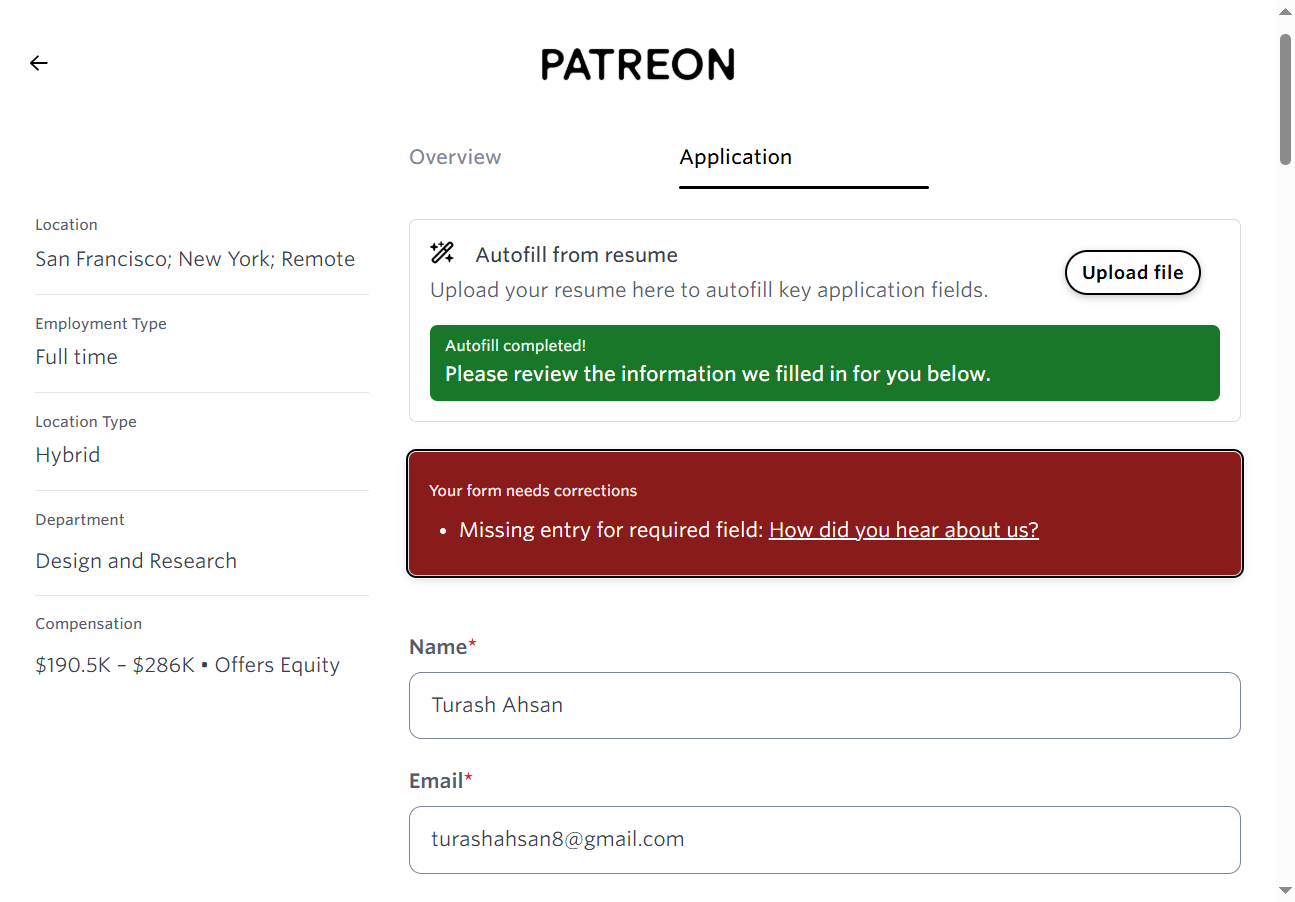 PATREON
Overview
Application
Location
San Francisco; New York; Remote
Employment Type
Full time
Location Type
Hybrid
Department
Design and Research
Compensation
$190.5K – $286K • Offers Equity
Autofill from resume
Upload your resume here to autofill key application fields.
Upload file
Autofill completed!
Please review the information we filled in for you below.
Your form needs corrections
• Missing entry for required field: How did you hear about us?
Name*
Turash Ahsan
Email*
turashahsan8@gmail.com